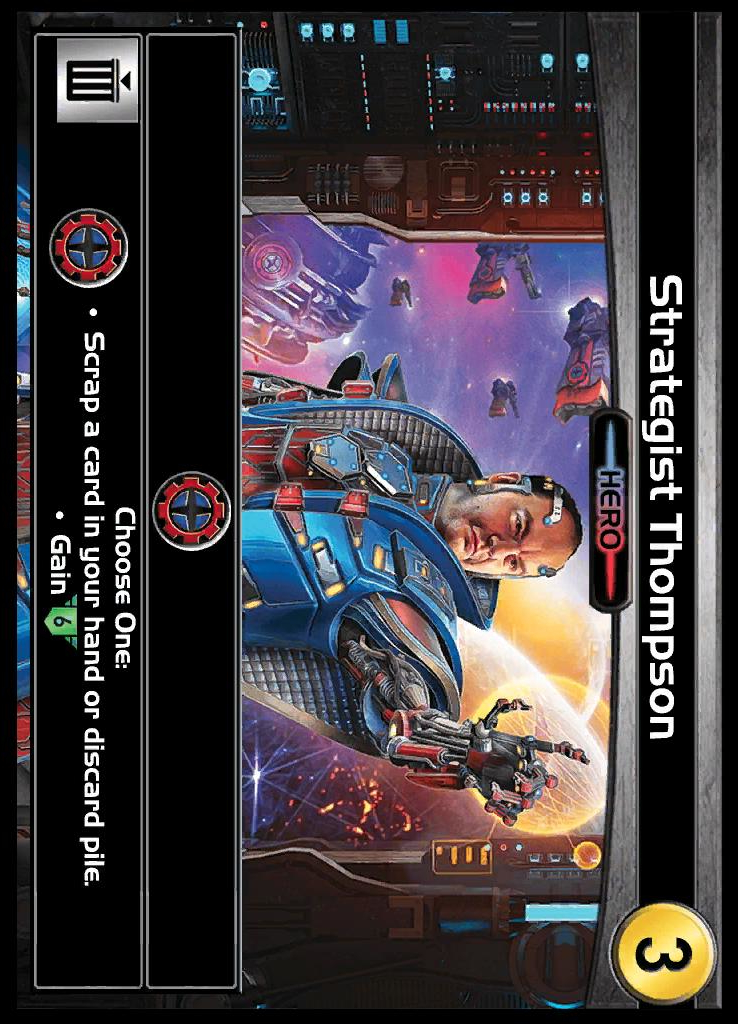 Strategist Thompson
3
HERO
Choose One:
• Scrap a card in your hand or discard pile.
• Gain 6